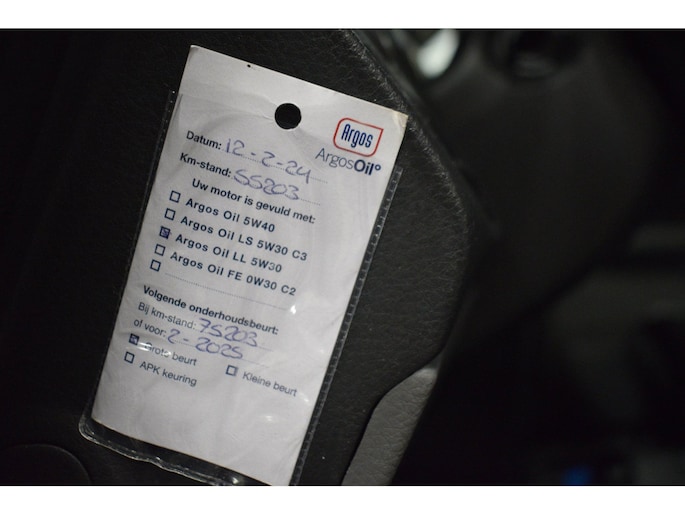 Argos
ArgosOil
Datum: 12-2-24
Km-stand: 55203
Uw motor is gevuld met:
Argos Oil 5W40
Argos Oil LS 5W30 C3
Argos Oil LL 5W30
Argos Oil FE 0W30 C2
Volgende onderhoudsbeurt:
Bij km-stand: 75203
of voor: 2-2025
Grote beurt
Kleine beurt
APK keuring